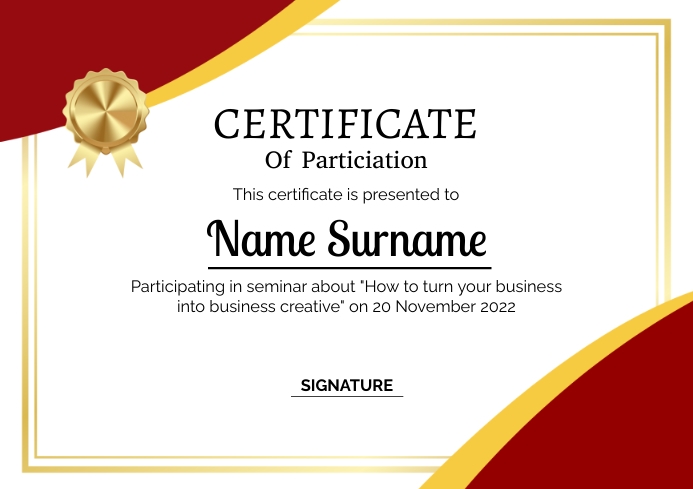 CERTIFICATE
Of Particiation
This certificate is presented to
Name Surname
Participating in seminar about "How to turn your business
into business creative" on 20 November 2022
SIGNATURE